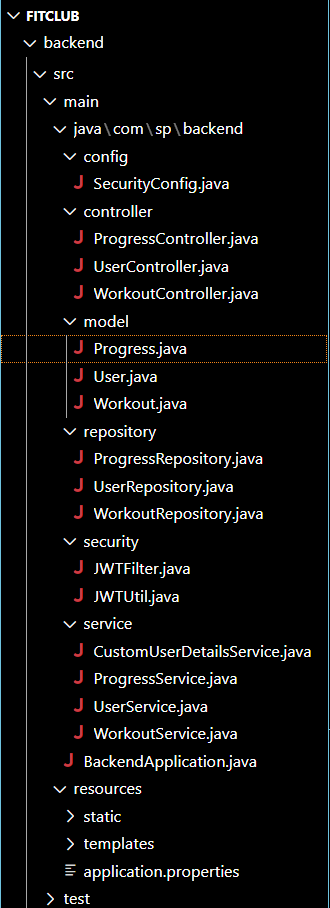 FITCLUB
backend
src
main
java\com\sp\backend
config
SecurityConfig.java
controller
ProgressController.java
UserController.java
WorkoutController.java
model
Progress.java
User.java
Workout.java
repository
ProgressRepository.java
UserRepository.java
WorkoutRepository.java
security
JWTFilter.java
JWTUtil.java
service
CustomUserDetailsService.java
ProgressService.java
UserService.java
WorkoutService.java
BackendApplication.java
resources
static
templates
application.properties
test